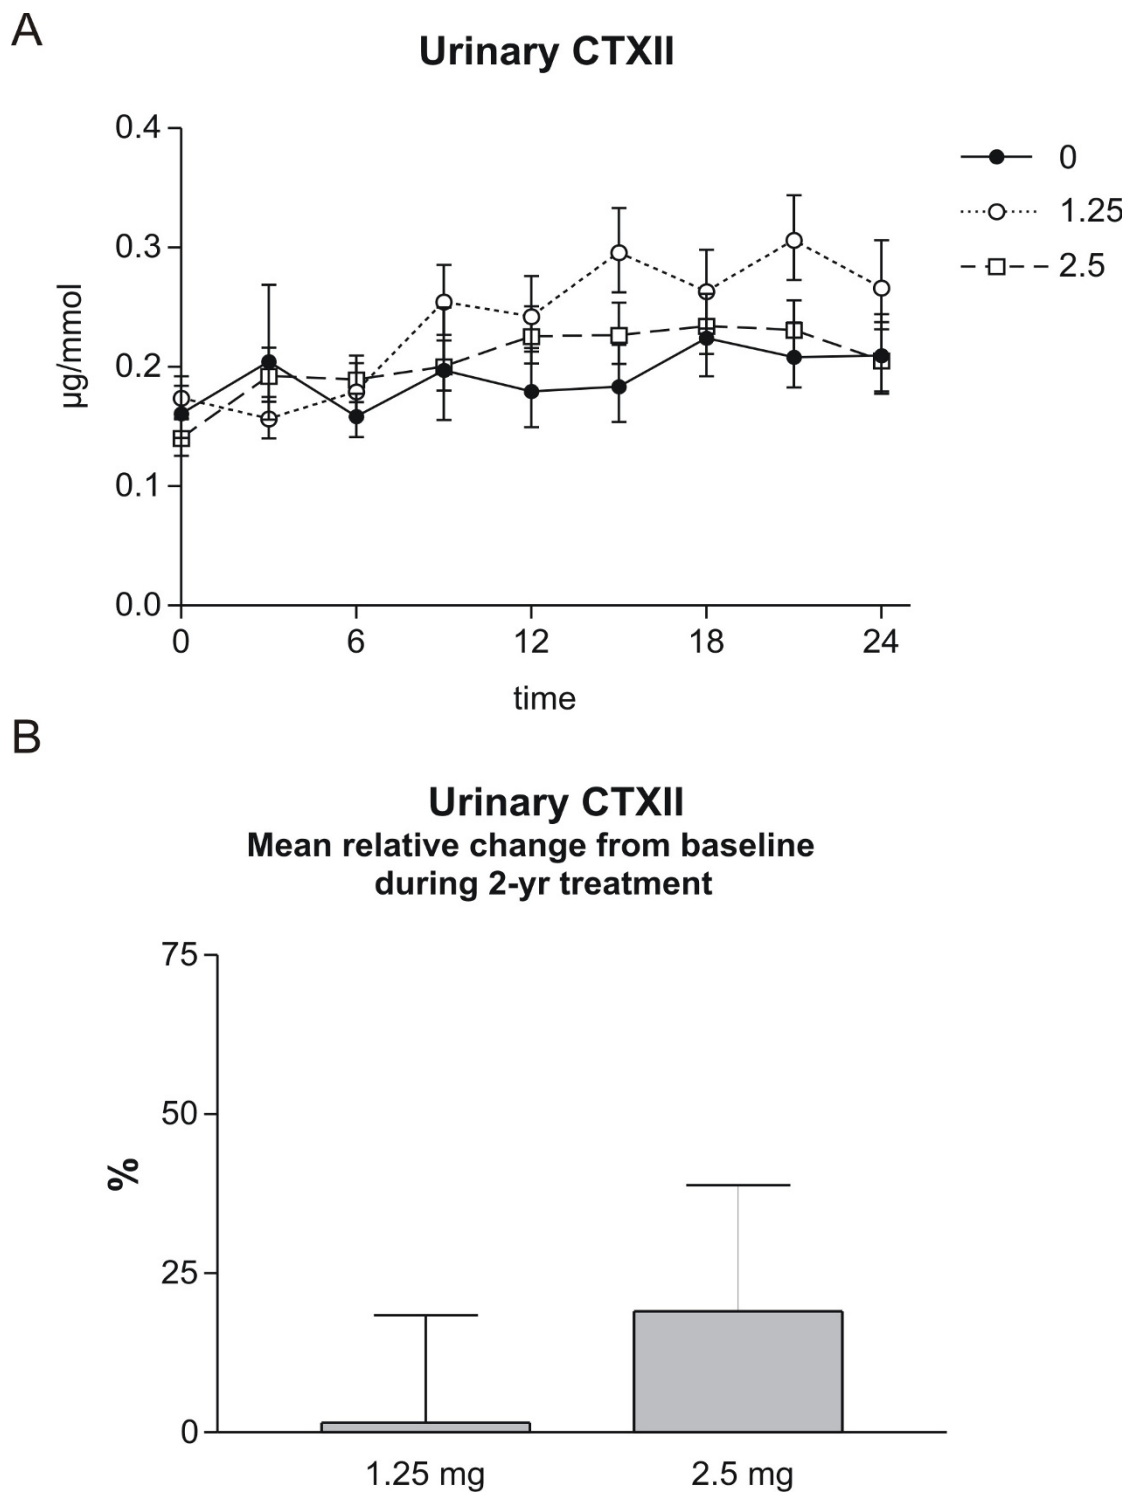 A
Urinary CTXII
0.4
0.3
0.2
0.1
0.0
µg/mmol
0 6 12 18 24
time
0
1.25
2.5
B
Urinary CTXII
Mean relative change from baseline
during 2-yr treatment
75
50
25
0
%
1.25 mg 2.5 mg